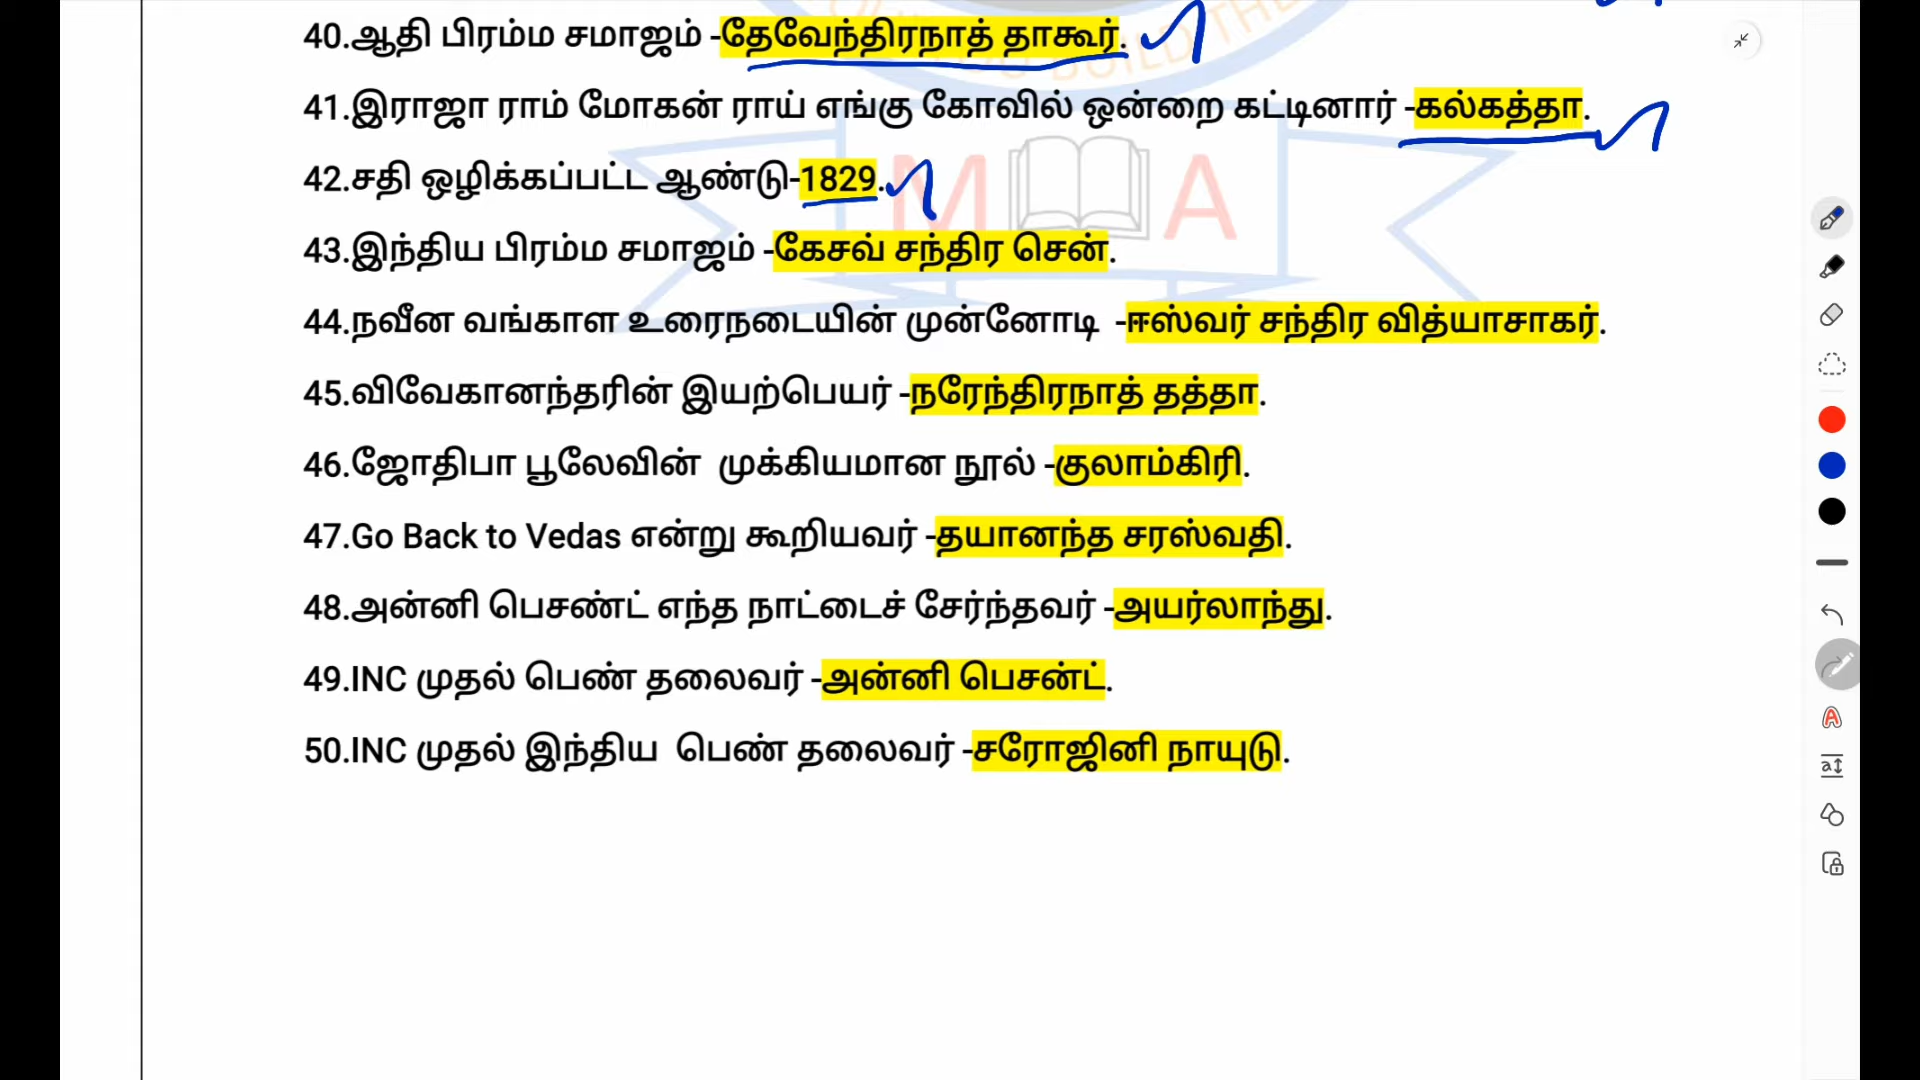 40.ஆதி பிரம்ம சமாஜம் -தேவேந்திரநாத் தாகூர்.
41.இராஜா ராம் மோகன் ராய் எங்கு கோவில் ஒன்றை கட்டினார் -கல்கத்தா.
42.சதி ஒழிக்கப்பட்ட ஆண்டு-1829.
M A
43.இந்திய பிரம்ம சமாஜம் -கேசவ் சந்திர சென்.
44.நவீன வங்காள உரைநடையின் முன்னோடி -ஈஸ்வர் சந்திர வித்யாசாகர்.
45.விவேகானந்தரின் இயற்பெயர் -நரேந்திரநாத் தத்தா.
46.ஜோதிபா பூலேவின் முக்கியமான நூல் -குலாம்கிரி.
47.Go Back to Vedas என்று கூறியவர் -தயானந்த சரஸ்வதி.
48.அன்னி பெசண்ட் எந்த நாட்டைச் சேர்ந்தவர் -அயர்லாந்து.
49.INC முதல் பெண் தலைவர் -அன்னி பெசன்ட்.
50.INC முதல் இந்திய பெண் தலைவர் -சரோஜினி நாயுடு.